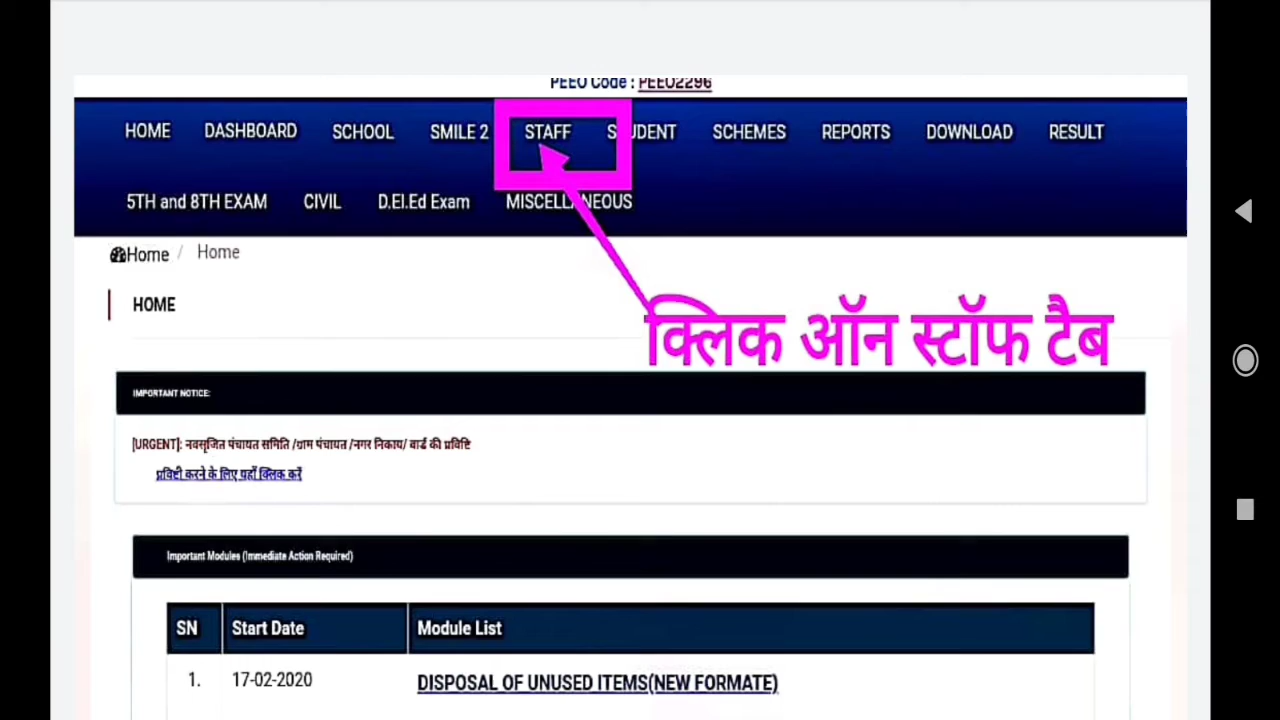 PEEO Code : PEEO2296
HOME DASHBOARD SCHOOL SMILE 2 STAFF STUDENT SCHEMES REPORTS DOWNLOAD RESULT
5TH and 8TH EXAM CIVIL D.El.Ed Exam MISCELLANEOUS
Home / Home
HOME
क्लिक ऑन स्टॉफ टैब
IMPORTANT NOTICE:
[URGENT]: नवसृजित पंचायत समिति /ग्राम पंचायत /नगर निकाय/ वार्ड की प्रविष्टि
प्रविष्टी करने के लिए यहाँ क्लिक करें
Important Modules (Immediate Action Required)
SN Start Date Module List
1. 17-02-2020 DISPOSAL OF UNUSED ITEMS(NEW FORMATE)